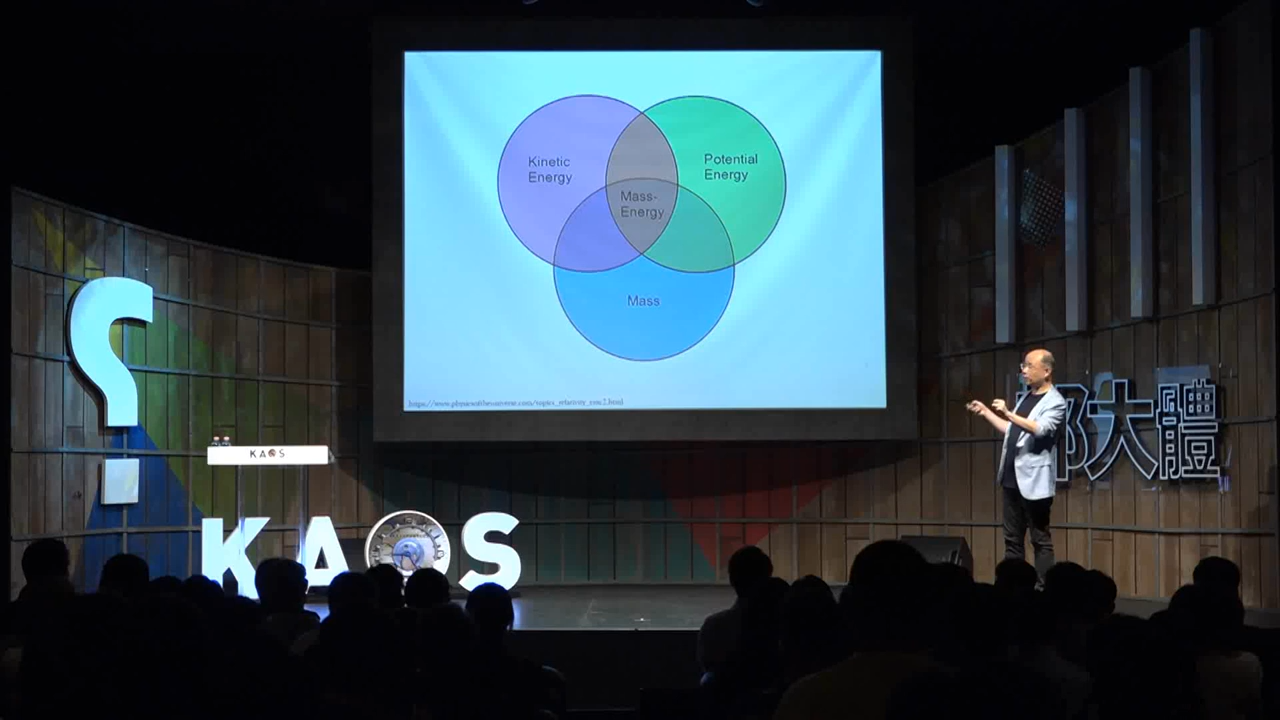 Kinetic
Energy
Potential
Energy
Mass-
Energy
Mass
KAOS
KAOS
大體